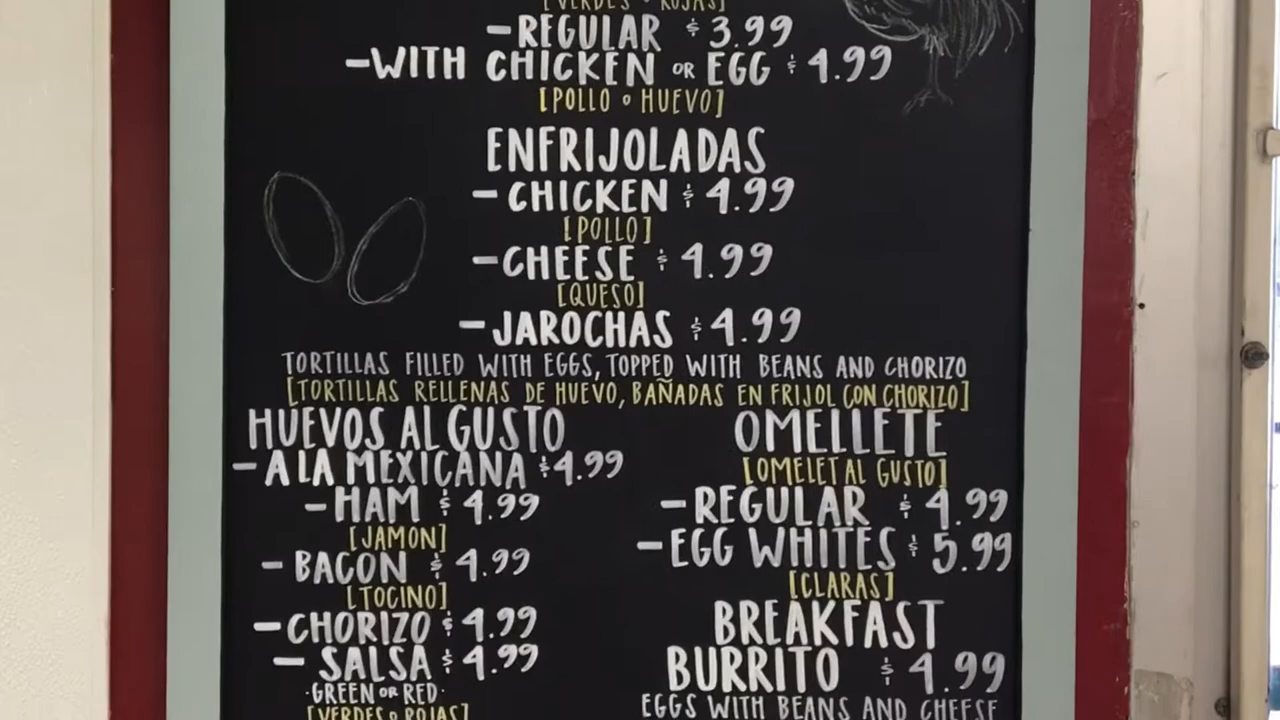 [VERDES o ROJAS]
-REGULAR $3.99
-WITH CHICKEN OR EGG $4.99
[POLLO o HUEVO]
ENFRIJOLADAS
- CHICKEN $4.99
[POLLO]
-CHEESE $4.99
[QUESO]
-JAROCHAS $4.99
TORTILLAS FILLED WITH EGGS, TOPPED WITH BEANS AND CHORIZO
[TORTILLAS RELLENAS DE HUEVO, BAÑADAS EN FRIJOL CON CHORIZO]
HUEVOS AL GUSTO
- A LA MEXICANA $4.99
-HAM $4.99
[JAMON]
- BACON $4.99
[TOCINO]
-CHORIZO $4.99
- SALSA $4.99
·GREEN OR RED·
[VERDES o ROJAS]
OMELLETE
[OMELET AL GUSTO]
-REGULAR $4.99
-EGG WHITES $5.99
[CLARAS]
BREAKFAST
BURRITO $4.99
EGGS WITH BEANS AND CHEESE